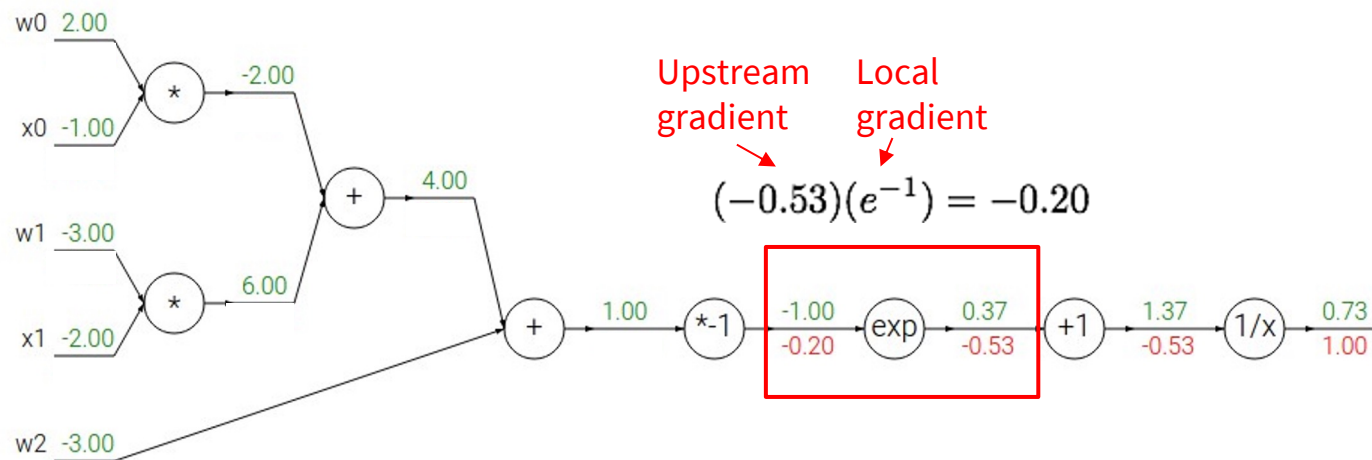 w0 2.00
x0 -1.00
*
-2.00
w1 -3.00
x1 -2.00
*
6.00
+
4.00
w2 -3.00
+
1.00
*-1
-1.00
-0.20
exp
0.37
-0.53
+1
1.37
-0.53
1/x
0.73
1.00
Upstream
gradient
Local
gradient
(−0.53)(e⁻¹) = −0.20